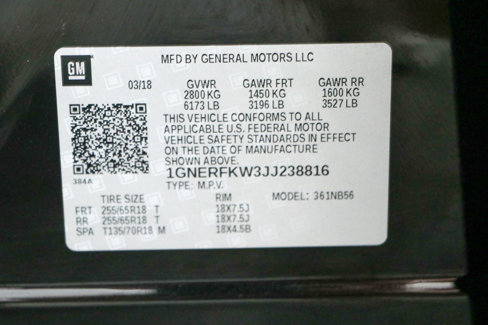 GM
MFD BY GENERAL MOTORS LLC
03/18 GVWR GAWR FRT GAWR RR
2800 KG 1450 KG 1600 KG
6173 LB 3196 LB 3527 LB
THIS VEHICLE CONFORMS TO ALL
APPLICABLE U.S. FEDERAL MOTOR
VEHICLE SAFETY STANDARDS IN EFFECT
ON THE DATE OF MANUFACTURE
SHOWN ABOVE.
384A
1GNERFKW3JJ238816
TYPE: M.P.V.
TIRE SIZE RIM MODEL: 361NB56
FRT 255/65R18 T 18X7.5J
RR 255/65R18 T 18X7.5J
SPA T135/70R18 M 18X4.5B